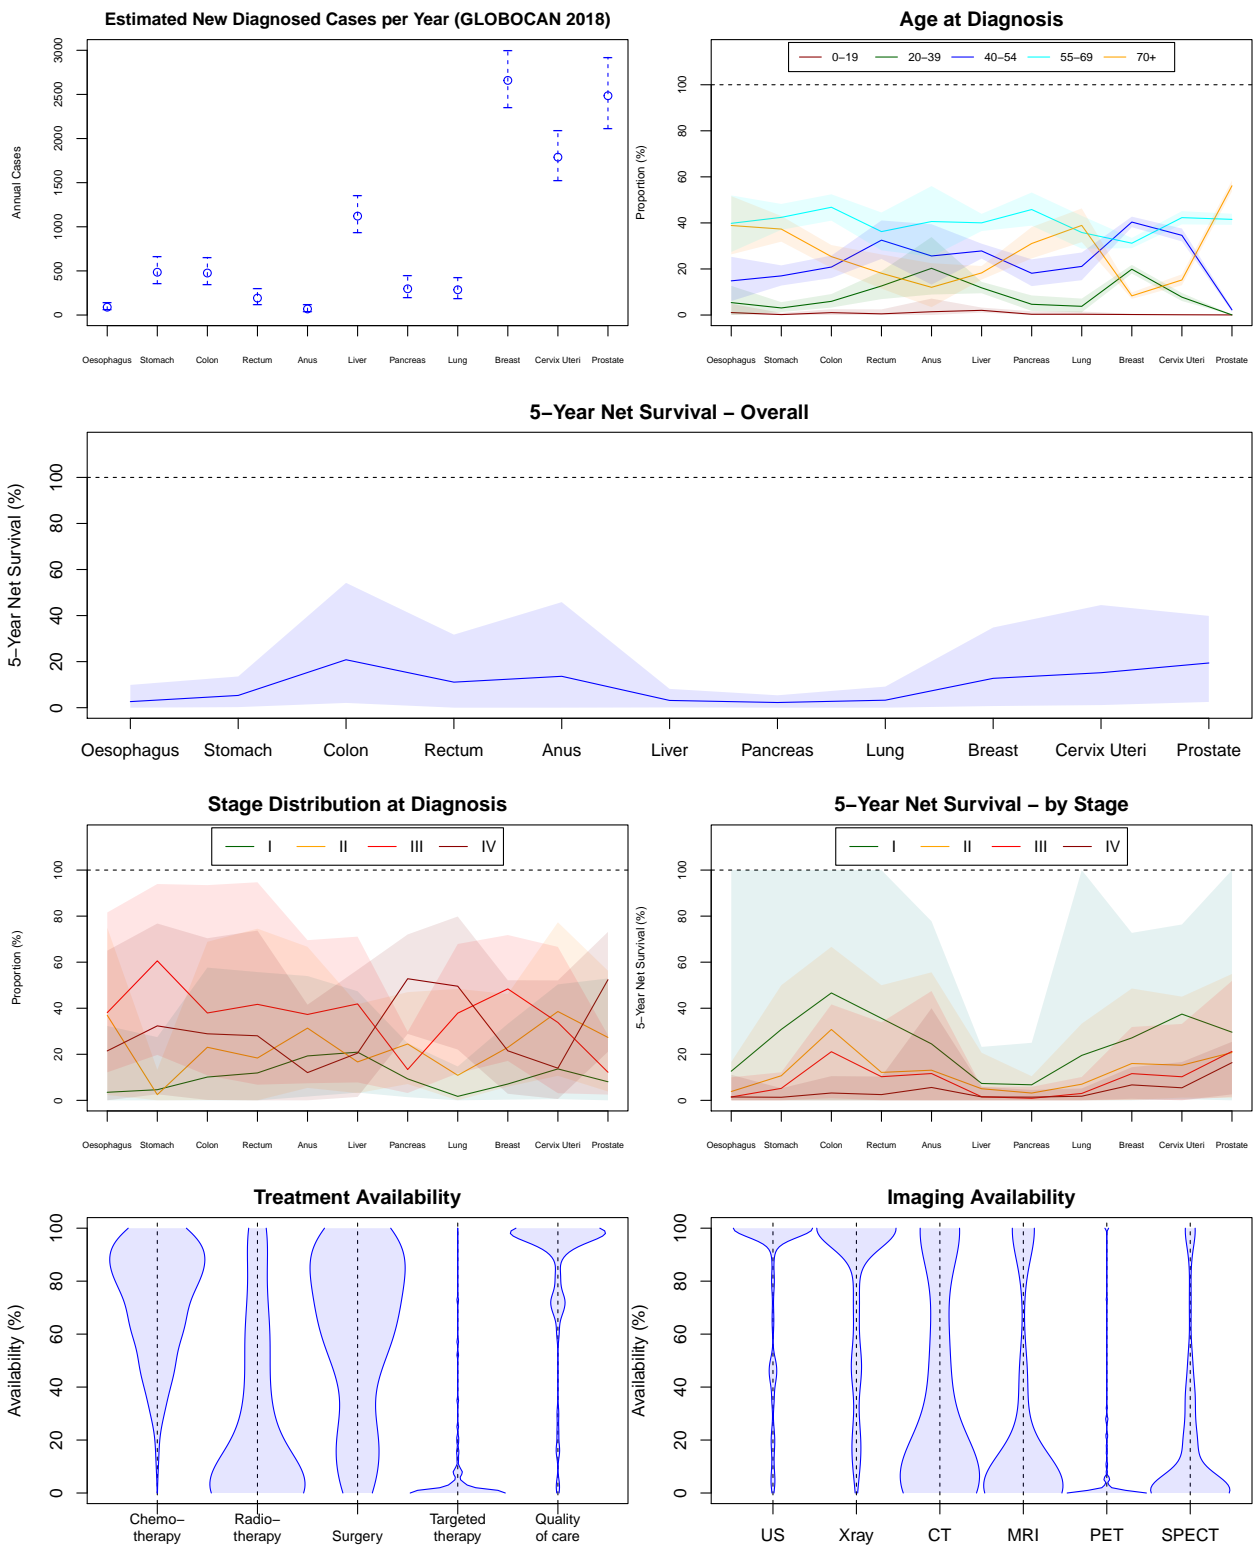 Estimated New Diagnosed Cases per Year (GLOBOCAN 2018)
Annual Cases
0 500 1000 1500 2000 2500 3000
Oesophagus Stomach Colon Rectum Anus Liver Pancreas Lung Breast Cervix Uteri Prostate
Age at Diagnosis
0−19 20−39 40−54 55−69 70+
Proportion (%)
0 20 40 60 80 100
Oesophagus Stomach Colon Rectum Anus Liver Pancreas Lung Breast Cervix Uteri Prostate
5−Year Net Survival − Overall
5−Year Net Survival (%)
0 20 40 60 80 100
Oesophagus Stomach Colon Rectum Anus Liver Pancreas Lung Breast Cervix Uteri Prostate
Stage Distribution at Diagnosis
I II III IV
Proportion (%)
0 20 40 60 80 100
Oesophagus Stomach Colon Rectum Anus Liver Pancreas Lung Breast Cervix Uteri Prostate
5−Year Net Survival − by Stage
I II III IV
5−Year Net Survival (%)
0 20 40 60 80 100
Oesophagus Stomach Colon Rectum Anus Liver Pancreas Lung Breast Cervix Uteri Prostate
Treatment Availability
Availability (%)
0 20 40 60 80 100
Chemo− Radio− Targeted Quality
therapy therapy Surgery therapy of care
Imaging Availability
Availability (%)
0 20 40 60 80 100
US Xray CT MRI PET SPECT